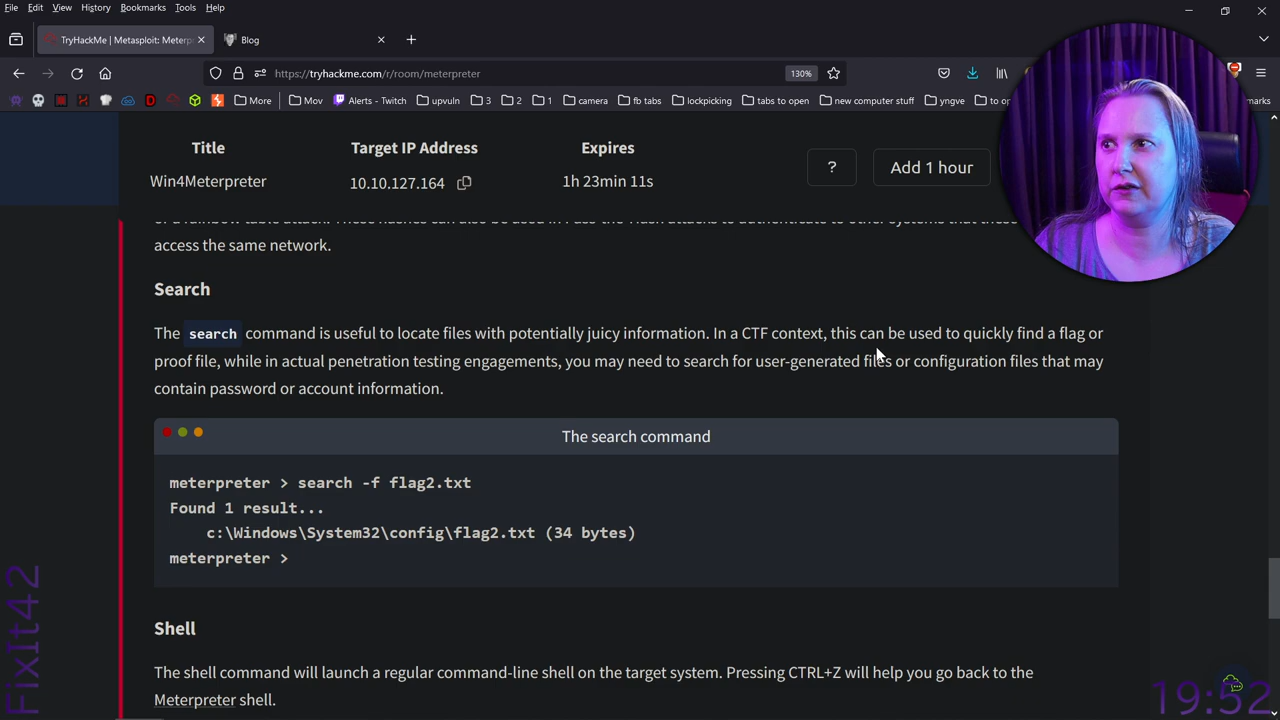 File Edit View History Bookmarks Tools Help
TryHackMe | Metasploit: Meterp
Blog
https://tryhackme.com/r/room/meterpreter
130%
More Mov Alerts - Twitch upvuln 3 2 1 camera fb tabs lockpicking tabs to open new computer stuff yngve to op
Title Target IP Address Expires
Win4Meterpreter 10.10.127.164 1h 23min 11s
? Add 1 hour
access the same network.
Search
The search command is useful to locate files with potentially juicy information. In a CTF context, this can be used to quickly find a flag or
proof file, while in actual penetration testing engagements, you may need to search for user-generated files or configuration files that may
contain password or account information.
The search command
meterpreter > search -f flag2.txt
Found 1 result...
c:\Windows\System32\config\flag2.txt (34 bytes)
meterpreter >
Shell
The shell command will launch a regular command-line shell on the target system. Pressing CTRL+Z will help you go back to the
Meterpreter shell.
FixIt42
19:52